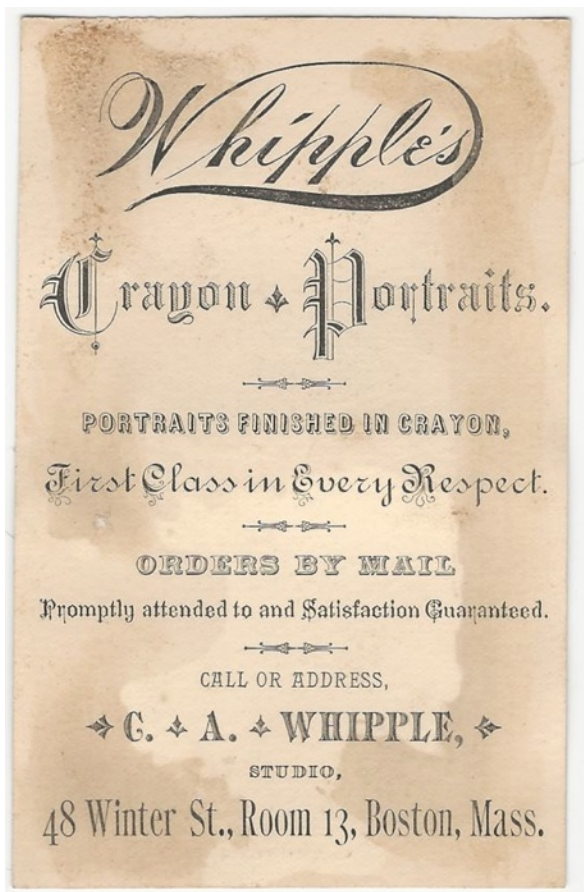 Whipple's
Crayon Portraits.
PORTRAITS FINISHED IN CRAYON,
First Class in Every Respect.
ORDERS BY MAIL
Promptly attended to and Satisfaction Guaranteed.
CALL OR ADDRESS,
C. A. WHIPPLE,
STUDIO,
48 Winter St., Room 13, Boston, Mass.